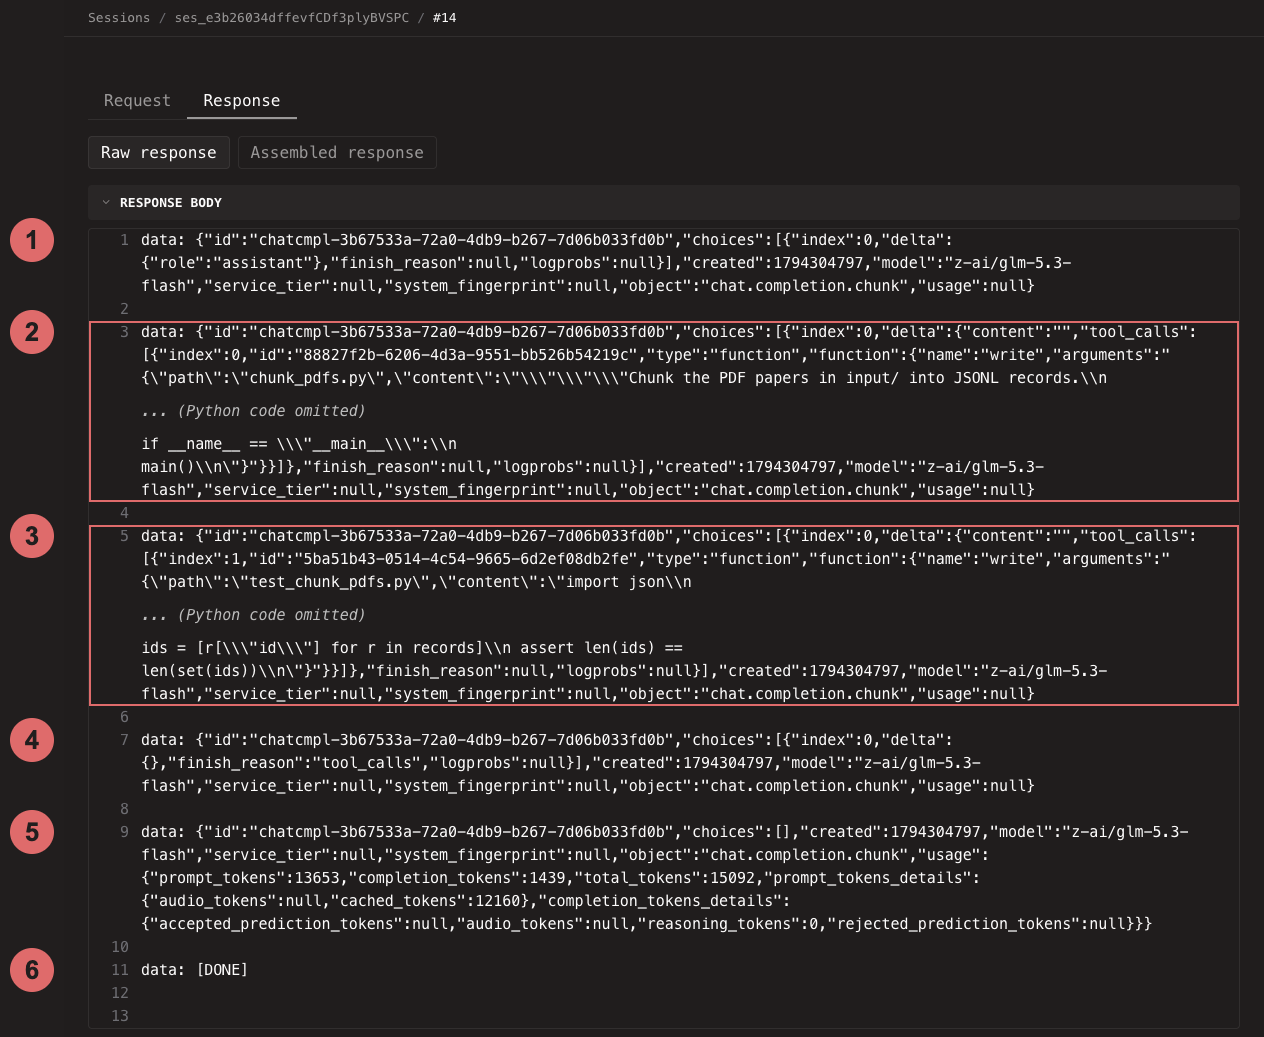 Sessions / ses_e3b26034dffevfCDf3plyBVSPC / #14
Request Response
Raw response Assembled response
RESPONSE BODY
1 1 data: {"id":"chatcmpl-3b67533a-72a0-4db9-b267-7d06b033fd0b","choices":[{"index":0,"delta":
{"role":"assistant"},"finish_reason":null,"logprobs":null}],"created":1794304797,"model":"z-ai/glm-5.3-
flash","service_tier":null,"system_fingerprint":null,"object":"chat.completion.chunk","usage":null}
2
2 3 data: {"id":"chatcmpl-3b67533a-72a0-4db9-b267-7d06b033fd0b","choices":[{"index":0,"delta":{"content":"","tool_calls":
[{"index":0,"id":"88827f2b-6206-4d3a-9551-bb526b54219c","type":"function","function":{"name":"write","arguments":"
{\"path\":\"chunk_pdfs.py\",\"content\":\"\\\"\\\"\\\"Chunk the PDF papers in input/ into JSONL records.\\n
... (Python code omitted)
if __name__ == \\\"__main__\\\":\\n
main()\\n\"}"}}]},"finish_reason":null,"logprobs":null}],"created":1794304797,"model":"z-ai/glm-5.3-
flash","service_tier":null,"system_fingerprint":null,"object":"chat.completion.chunk","usage":null}
4
3 5 data: {"id":"chatcmpl-3b67533a-72a0-4db9-b267-7d06b033fd0b","choices":[{"index":0,"delta":{"content":"","tool_calls":
[{"index":1,"id":"5ba51b43-0514-4c54-9665-6d2ef08db2fe","type":"function","function":{"name":"write","arguments":"
{\"path\":\"test_chunk_pdfs.py\",\"content\":\"import json\\n
... (Python code omitted)
ids = [r[\\\"id\\\"] for r in records]\\n assert len(ids) ==
len(set(ids))\\n\"}"}}]},"finish_reason":null,"logprobs":null}],"created":1794304797,"model":"z-ai/glm-5.3-
flash","service_tier":null,"system_fingerprint":null,"object":"chat.completion.chunk","usage":null}
6
4 7 data: {"id":"chatcmpl-3b67533a-72a0-4db9-b267-7d06b033fd0b","choices":[{"index":0,"delta":
{},"finish_reason":"tool_calls","logprobs":null}],"created":1794304797,"model":"z-ai/glm-5.3-
flash","service_tier":null,"system_fingerprint":null,"object":"chat.completion.chunk","usage":null}
8
5 9 data: {"id":"chatcmpl-3b67533a-72a0-4db9-b267-7d06b033fd0b","choices":[],"created":1794304797,"model":"z-ai/glm-5.3-
flash","service_tier":null,"system_fingerprint":null,"object":"chat.completion.chunk","usage":
{"prompt_tokens":13653,"completion_tokens":1439,"total_tokens":15092,"prompt_tokens_details":
{"audio_tokens":null,"cached_tokens":12160},"completion_tokens_details":
{"accepted_prediction_tokens":null,"audio_tokens":null,"reasoning_tokens":0,"rejected_prediction_tokens":null}}}
10
6 11 data: [DONE]
12
13